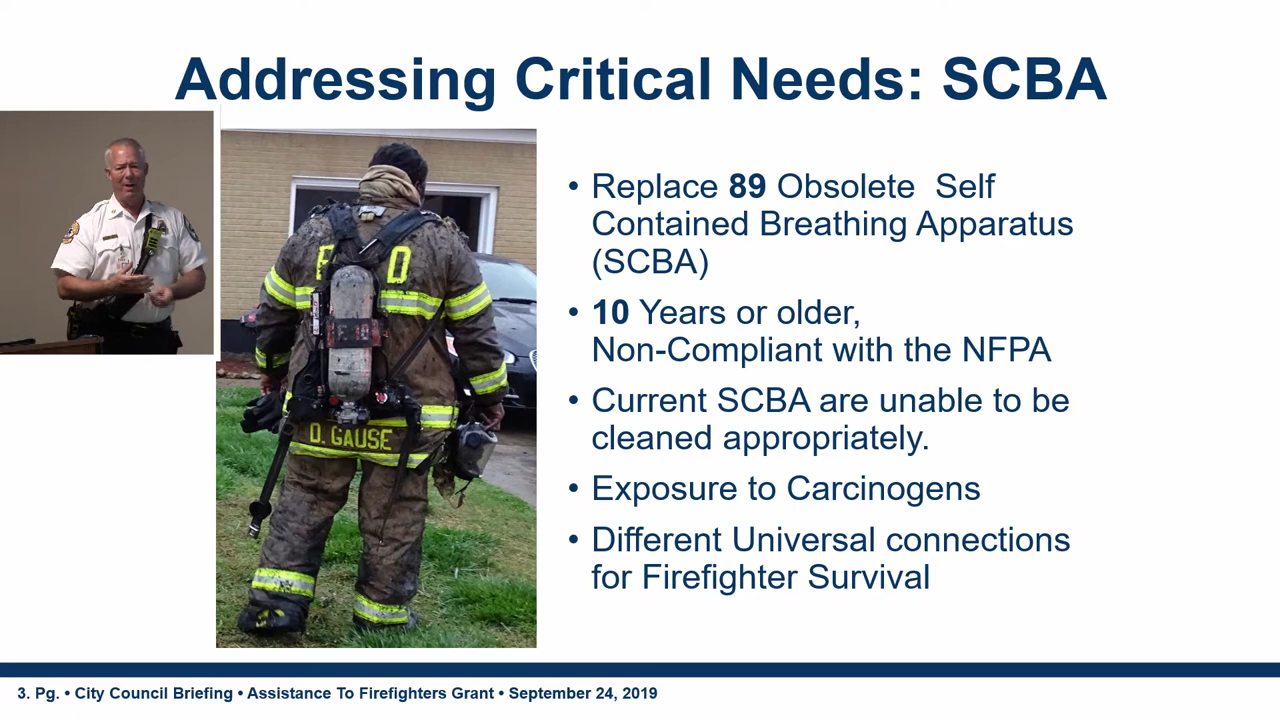 Addressing Critical Needs: SCBA
F D
D. GAUSE
• Replace 89 Obsolete  Self
Contained Breathing Apparatus
(SCBA)
• 10 Years or older,
Non-Compliant with the NFPA
• Current SCBA are unable to be
cleaned appropriately.
• Exposure to Carcinogens
• Different Universal connections
for Firefighter Survival
3. Pg. • City Council Briefing • Assistance To Firefighters Grant • September 24, 2019